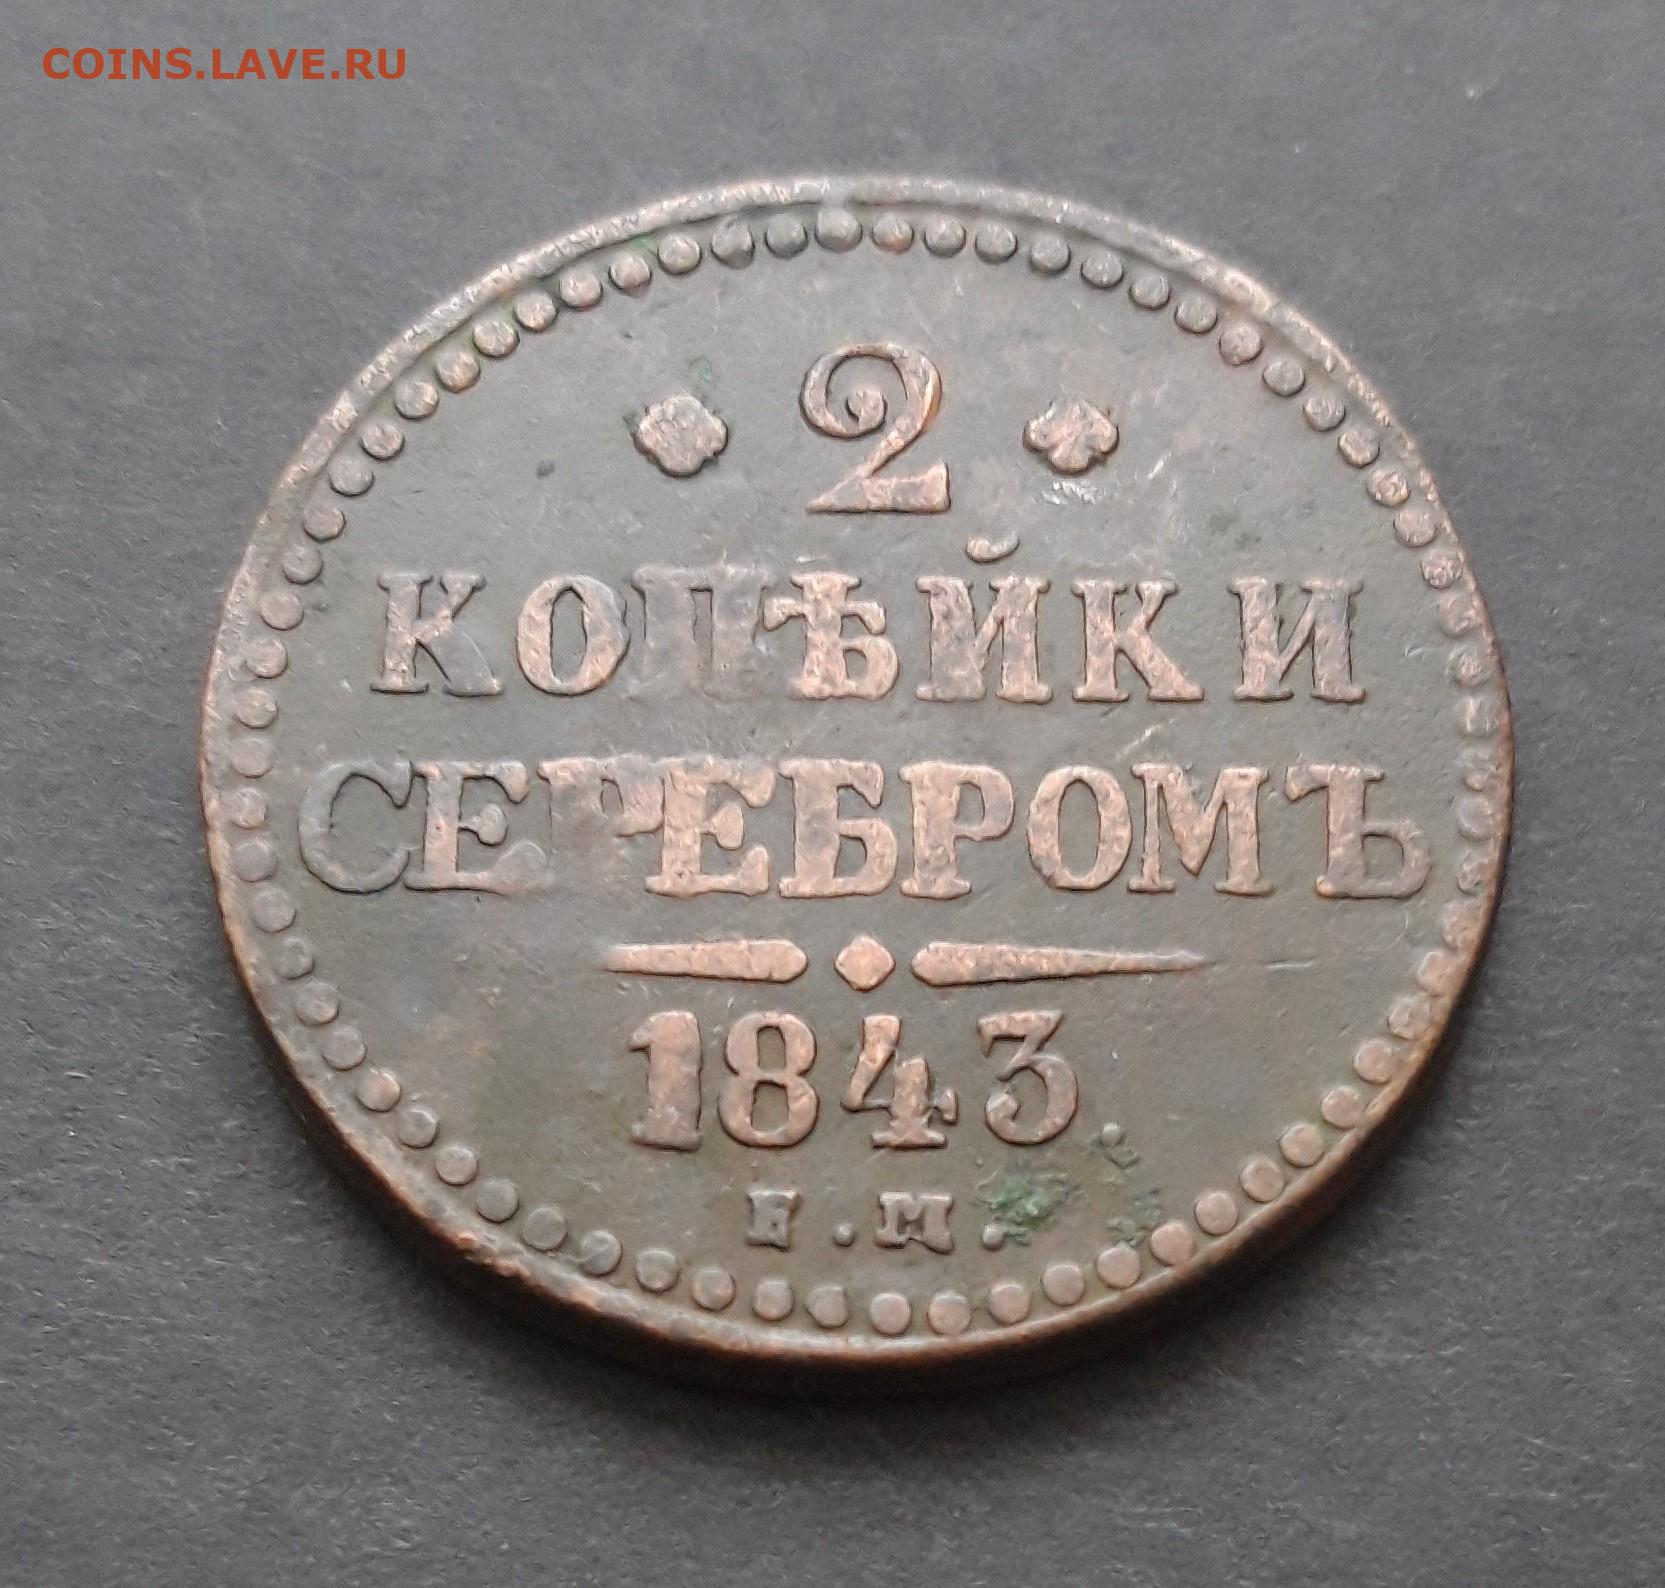 COINS.LAVE.RU
2
КОПѢЙКИ
СЕРЕБРОМЪ
1843
Е.М.